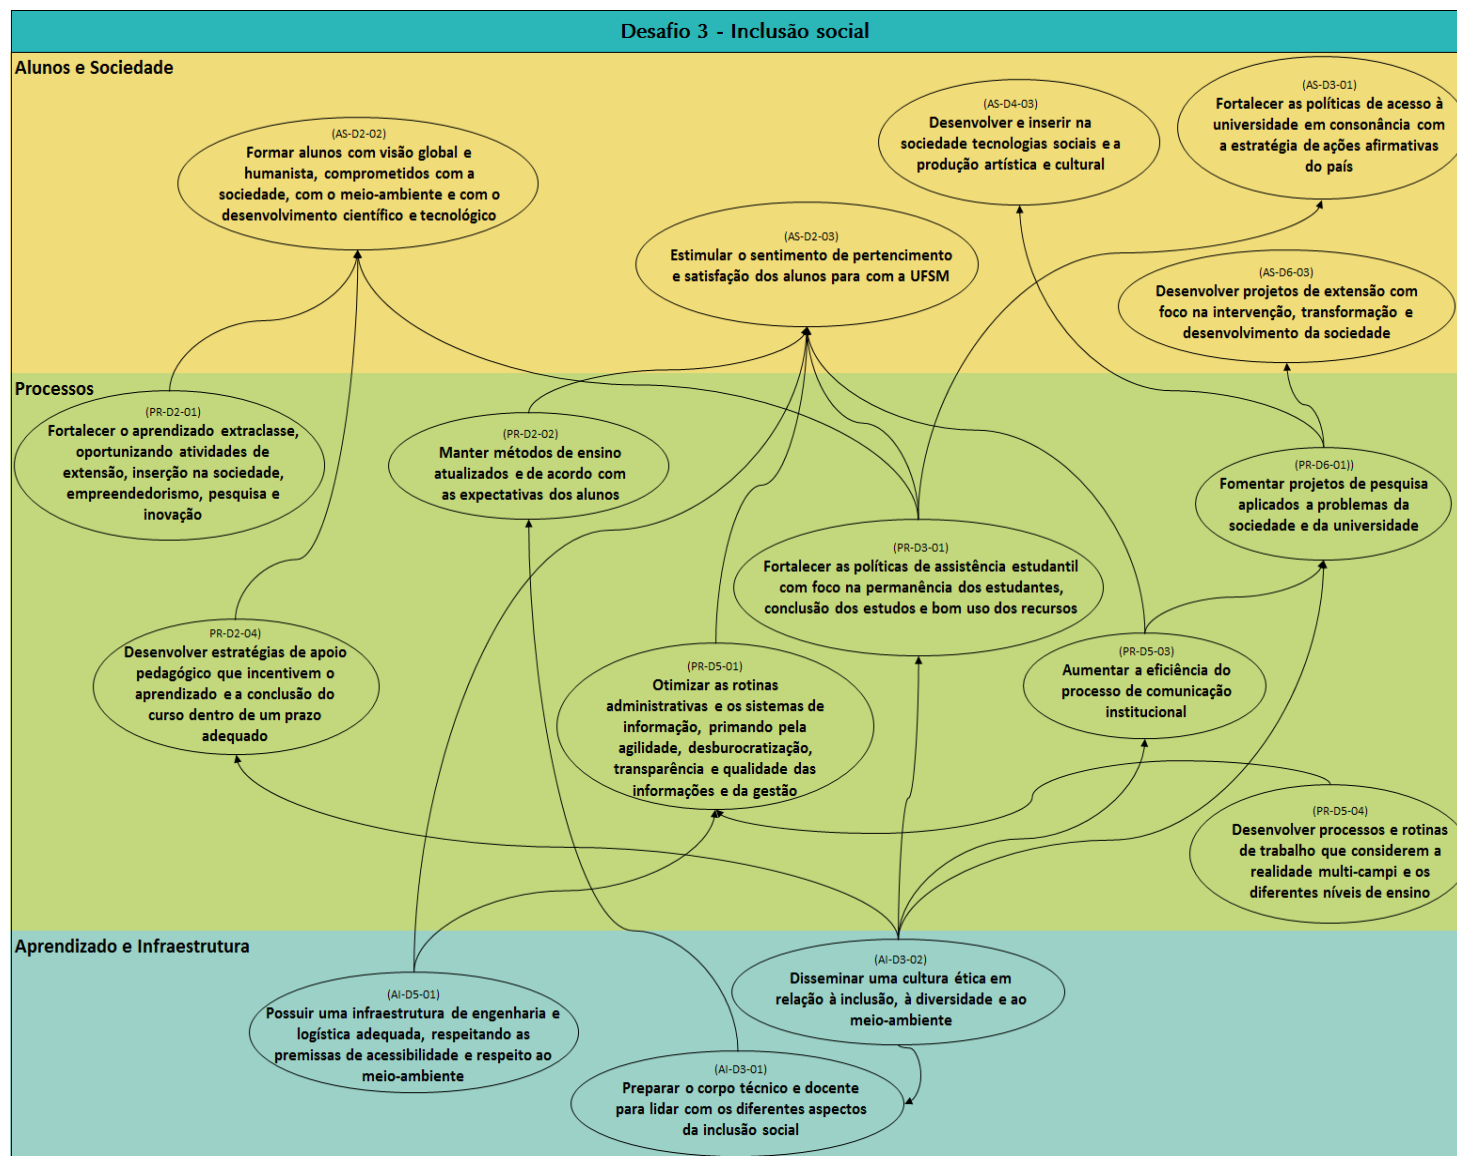 Desafio 3 - Inclusão social
Alunos e Sociedade
(AS-D2-02)
Formar alunos com visão global e
humanista, comprometidos com a
sociedade, com o meio-ambiente e com o
desenvolvimento científico e tecnológico
(AS-D2-03)
Estimular o sentimento de pertencimento
e satisfação dos alunos para com a UFSM
(AS-D4-03)
Desenvolver e inserir na
sociedade tecnologias sociais e a
produção artística e cultural
(AS-D3-01)
Fortalecer as políticas de acesso à
universidade em consonância com
a estratégia de ações afirmativas
do país
(AS-D6-03)
Desenvolver projetos de extensão com
foco na intervenção, transformação e
desenvolvimento da sociedade
Processos
(PR-D2-01)
Fortalecer o aprendizado extraclasse,
oportunizando atividades de
extensão, inserção na sociedade,
empreendedorismo, pesquisa e
inovação
(PR-D2-02)
Manter métodos de ensino
atualizados e de acordo com
as expectativas dos alunos
(PR-D6-01))
Fomentar projetos de pesquisa
aplicados a problemas da
sociedade e da universidade
(PR-D3-01)
Fortalecer as políticas de assistência estudantil
com foco na permanência dos estudantes,
conclusão dos estudos e bom uso dos recursos
PR-D2-04)
Desenvolver estratégias de apoio
pedagógico que incentivem o
aprendizado e a conclusão do
curso dentro de um prazo
adequado
(PR-D5-01)
Otimizar as rotinas
administrativas e os sistemas de
informação, primando pela
agilidade, desburocratização,
transparência e qualidade das
informações e da gestão
(PR-D5-03)
Aumentar a eficiência do
processo de comunicação
institucional
(PR-D5-04)
Desenvolver processos e rotinas
de trabalho que considerem a
realidade multi-campi e os
diferentes níveis de ensino
Aprendizado e Infraestrutura
(AI-D5-01)
Possuir uma infraestrutura de engenharia e
logística adequada, respeitando as
premissas de acessibilidade e respeito ao
meio-ambiente
(AI-D3-02)
Disseminar uma cultura ética em
relação à inclusão, à diversidade e ao
meio-ambiente
(AI-D3-01)
Preparar o corpo técnico e docente
para lidar com os diferentes aspectos
da inclusão social